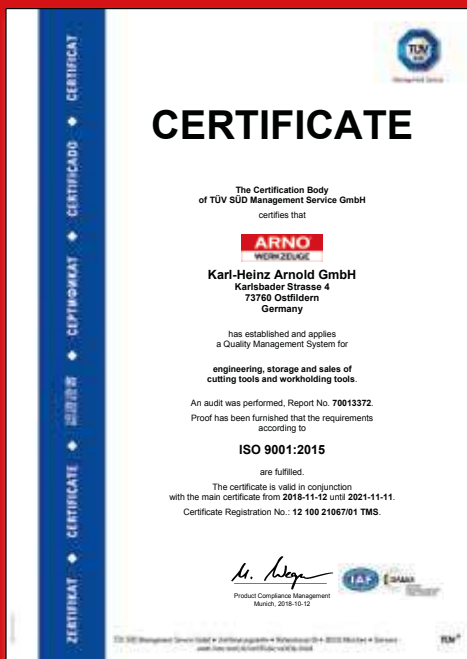 TÜV
SÜD
CERTIFICATE
The Certification Body
of TÜV SÜD Management Service GmbH
certifies that
ARNO
WERKZEUGE
Karl-Heinz Arnold GmbH
Karlsbader Strasse 4
73760 Ostfildern
Germany
has established and applies
a Quality Management System for
engineering, storage and sales of
cutting tools and workholding tools.
An audit was performed, Report No. 70013372.
Proof has been furnished that the requirements
according to
ISO 9001:2015
are fulfilled.
The certificate is valid in conjunction
with the main certificate from 2018-11-12 until 2021-11-11.
Certificate Registration No.: 12 100 21067/01 TMS.
Product Compliance Management
Munich, 2018-10-12
IAF
DAkkS
TÜV®
ZERTIFIKAT ◆ CERTIFICATE ◆ ◆ СЕРТИФИКАТ ◆ CERTIFICADO ◆ CERTIFICAT